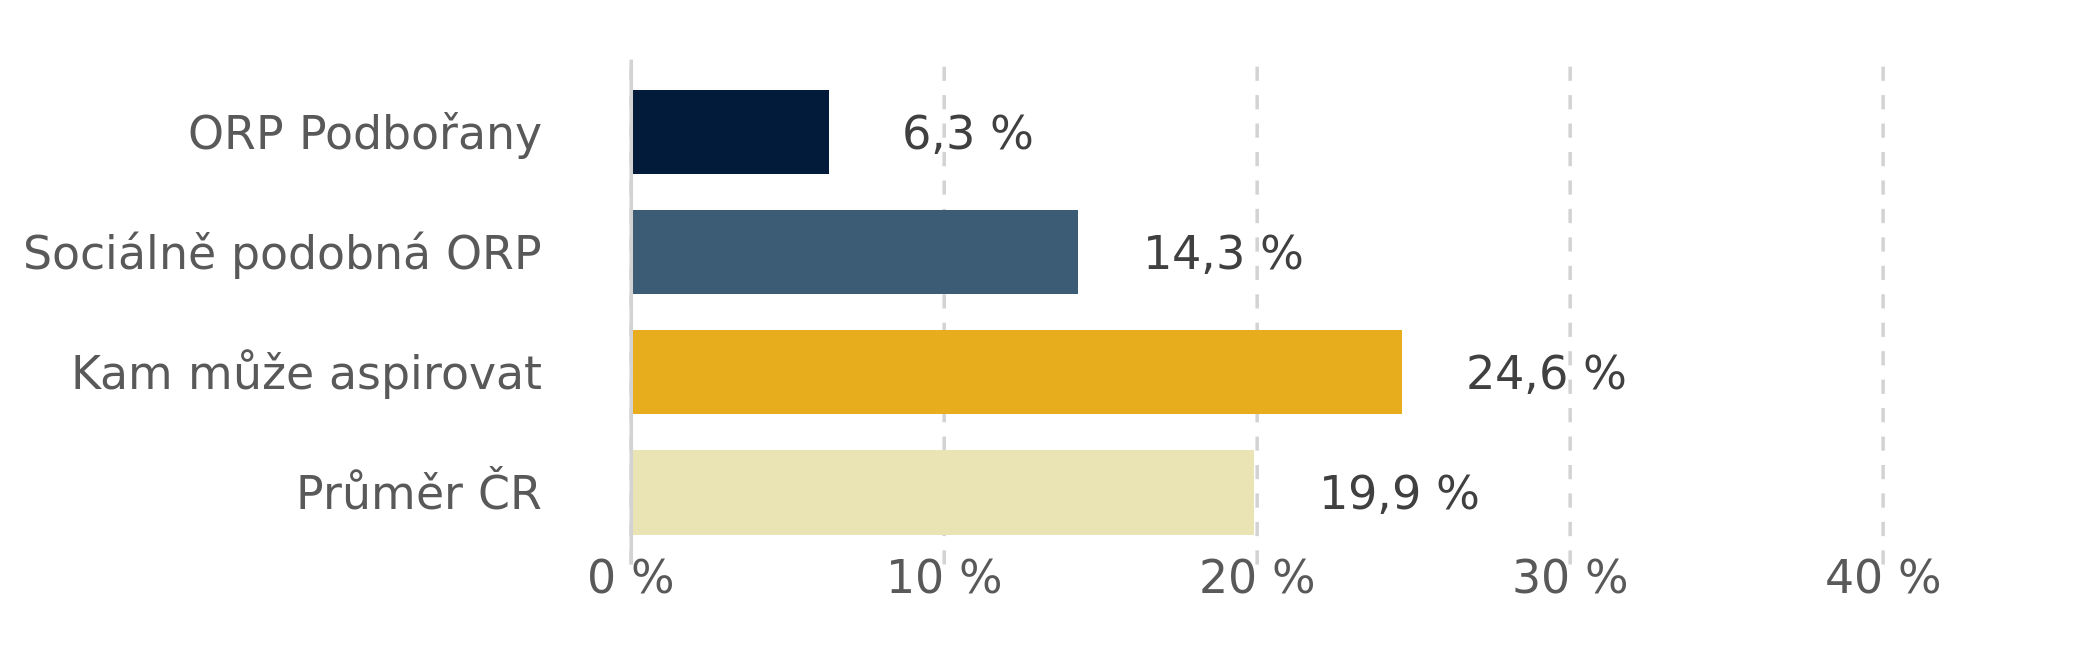 ORP Podbořany 6,3 %
Sociálně podobná ORP 14,3 %
Kam může aspirovat 24,6 %
Průměr ČR 19,9 %
0 % 10 % 20 % 30 % 40 %